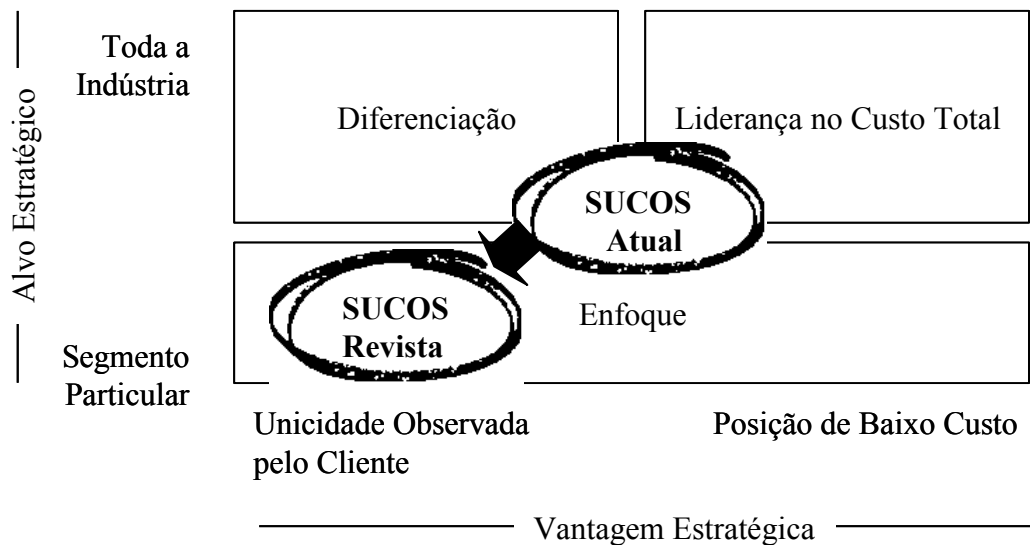 Toda a
Indústria
Diferenciação
Liderança no Custo Total
SUCOS
Atual
Alvo Estratégico
SUCOS
Revista
Enfoque
Segmento
Particular
Unicidade Observada
pelo Cliente
Posição de Baixo Custo
Vantagem Estratégica